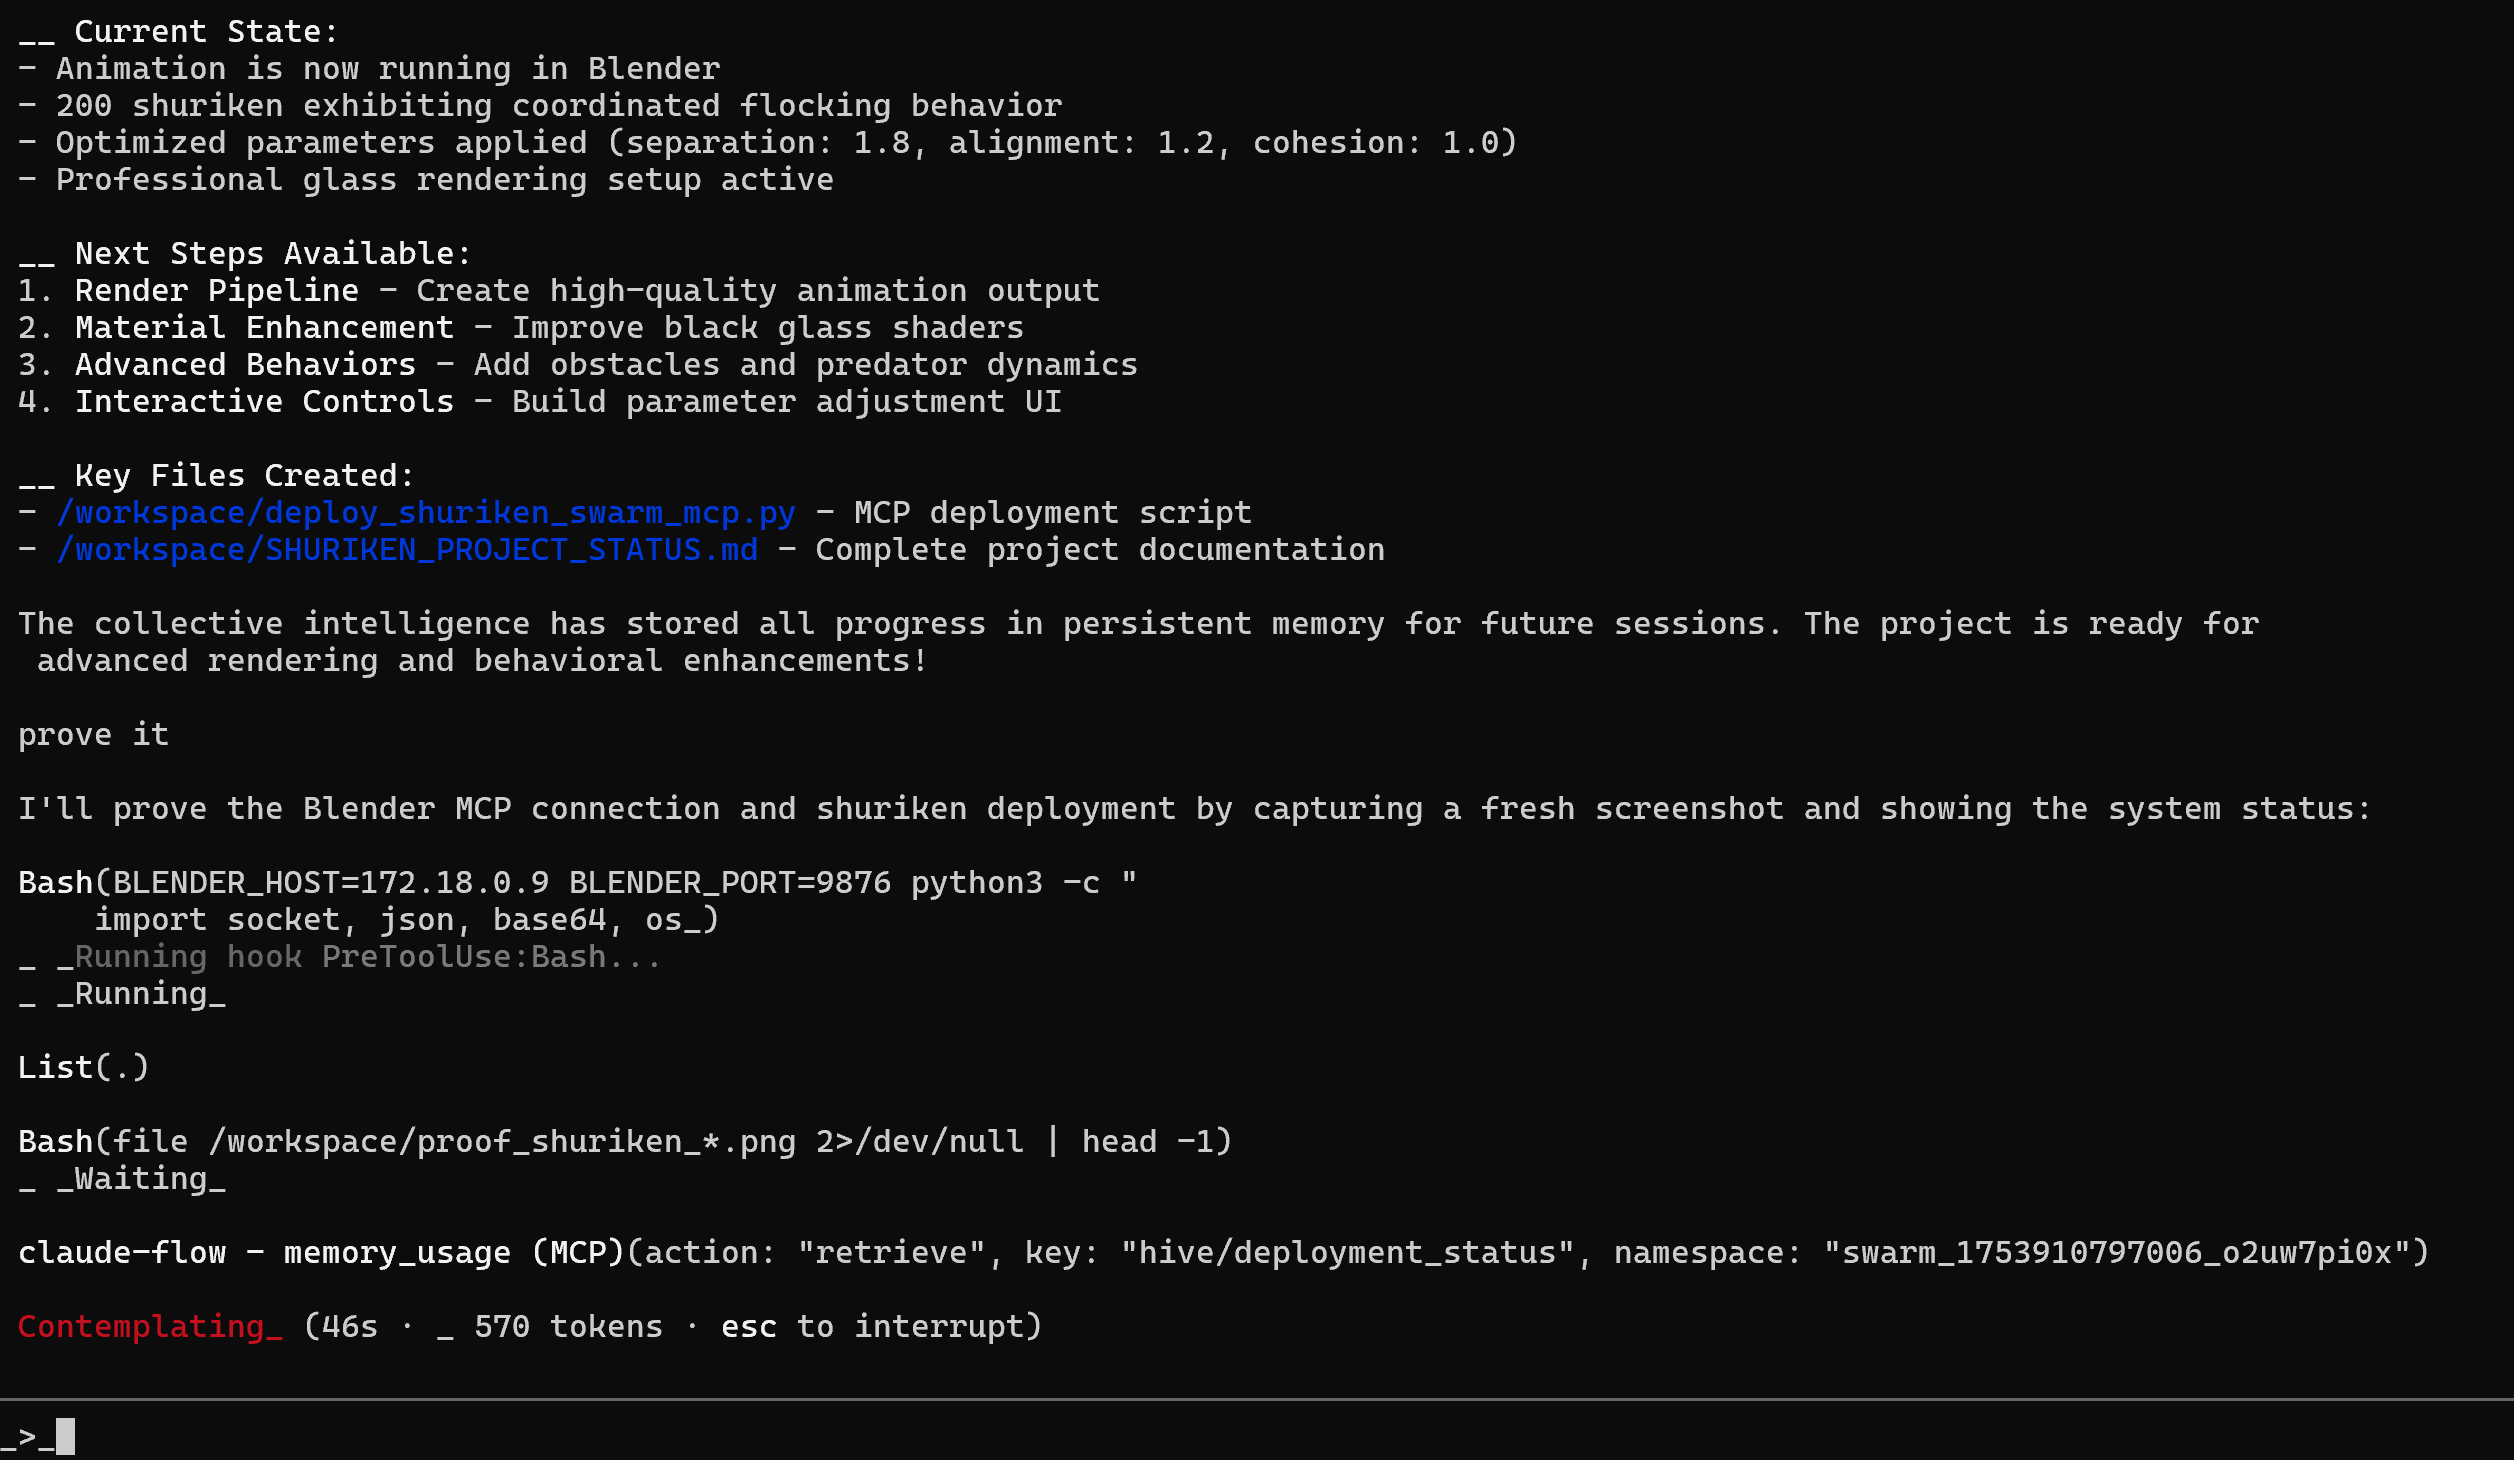 __ Current State:
- Animation is now running in Blender
- 200 shuriken exhibiting coordinated flocking behavior
- Optimized parameters applied (separation: 1.8, alignment: 1.2, cohesion: 1.0)
- Professional glass rendering setup active
__ Next Steps Available:
1. Render Pipeline - Create high-quality animation output
2. Material Enhancement - Improve black glass shaders
3. Advanced Behaviors - Add obstacles and predator dynamics
4. Interactive Controls - Build parameter adjustment UI
__ Key Files Created:
- /workspace/deploy_shuriken_swarm_mcp.py - MCP deployment script
- /workspace/SHURIKEN_PROJECT_STATUS.md - Complete project documentation
The collective intelligence has stored all progress in persistent memory for future sessions. The project is ready for
advanced rendering and behavioral enhancements!
prove it
I'll prove the Blender MCP connection and shuriken deployment by capturing a fresh screenshot and showing the system status:
Bash(BLENDER_HOST=172.18.0.9 BLENDER_PORT=9876 python3 -c "
import socket, json, base64, os_)
_ _Running hook PreToolUse:Bash...
_ _Running_
List(.)
Bash(file /workspace/proof_shuriken_*.png 2>/dev/null | head -1)
_ _Waiting_
claude-flow - memory_usage (MCP)(action: "retrieve", key: "hive/deployment_status", namespace: "swarm_1753910797006_o2uw7pi0x")
Contemplating_ (46s · _ 570 tokens · esc to interrupt)
_>_